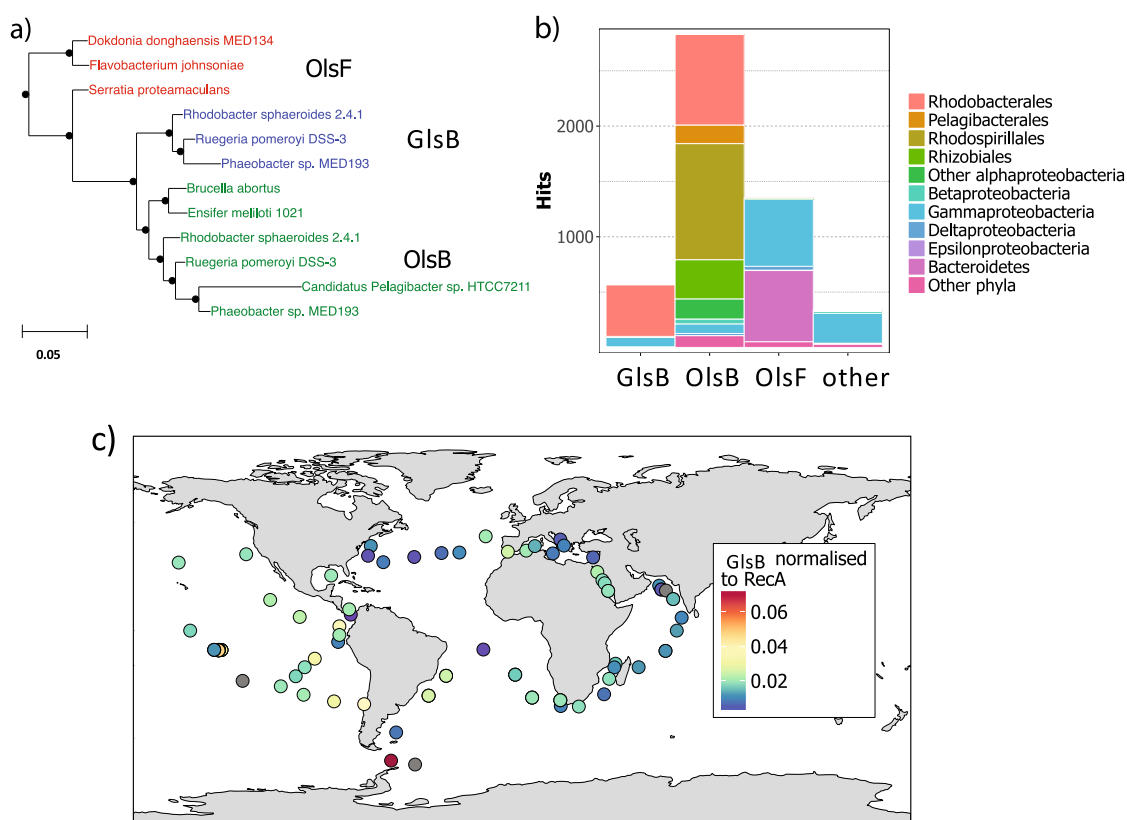 a)
Dokdonia donghaensis MED134
Flavobacterium johnsoniae
OlsF
Serratia proteamaculans
Rhodobacter sphaeroides 2.4.1
Ruegeria pomeroyi DSS-3
GlsB
Phaeobacter sp. MED193
Brucella abortus
Ensifer meliloti 1021
Rhodobacter sphaeroides 2.4.1
OlsB
Ruegeria pomeroyi DSS-3
Candidatus Pelagibacter sp. HTCC7211
Phaeobacter sp. MED193
0.05
b)
Hits
2000
1000
GlsB OlsB OlsF other
Rhodobacterales
Pelagibacterales
Rhodospirillales
Rhizobiales
Other alphaproteobacteria
Betaproteobacteria
Gammaproteobacteria
Deltaproteobacteria
Epsilonproteobacteria
Bacteroidetes
Other phyla
c)
GlsB normalised
to RecA
0.06
0.04
0.02